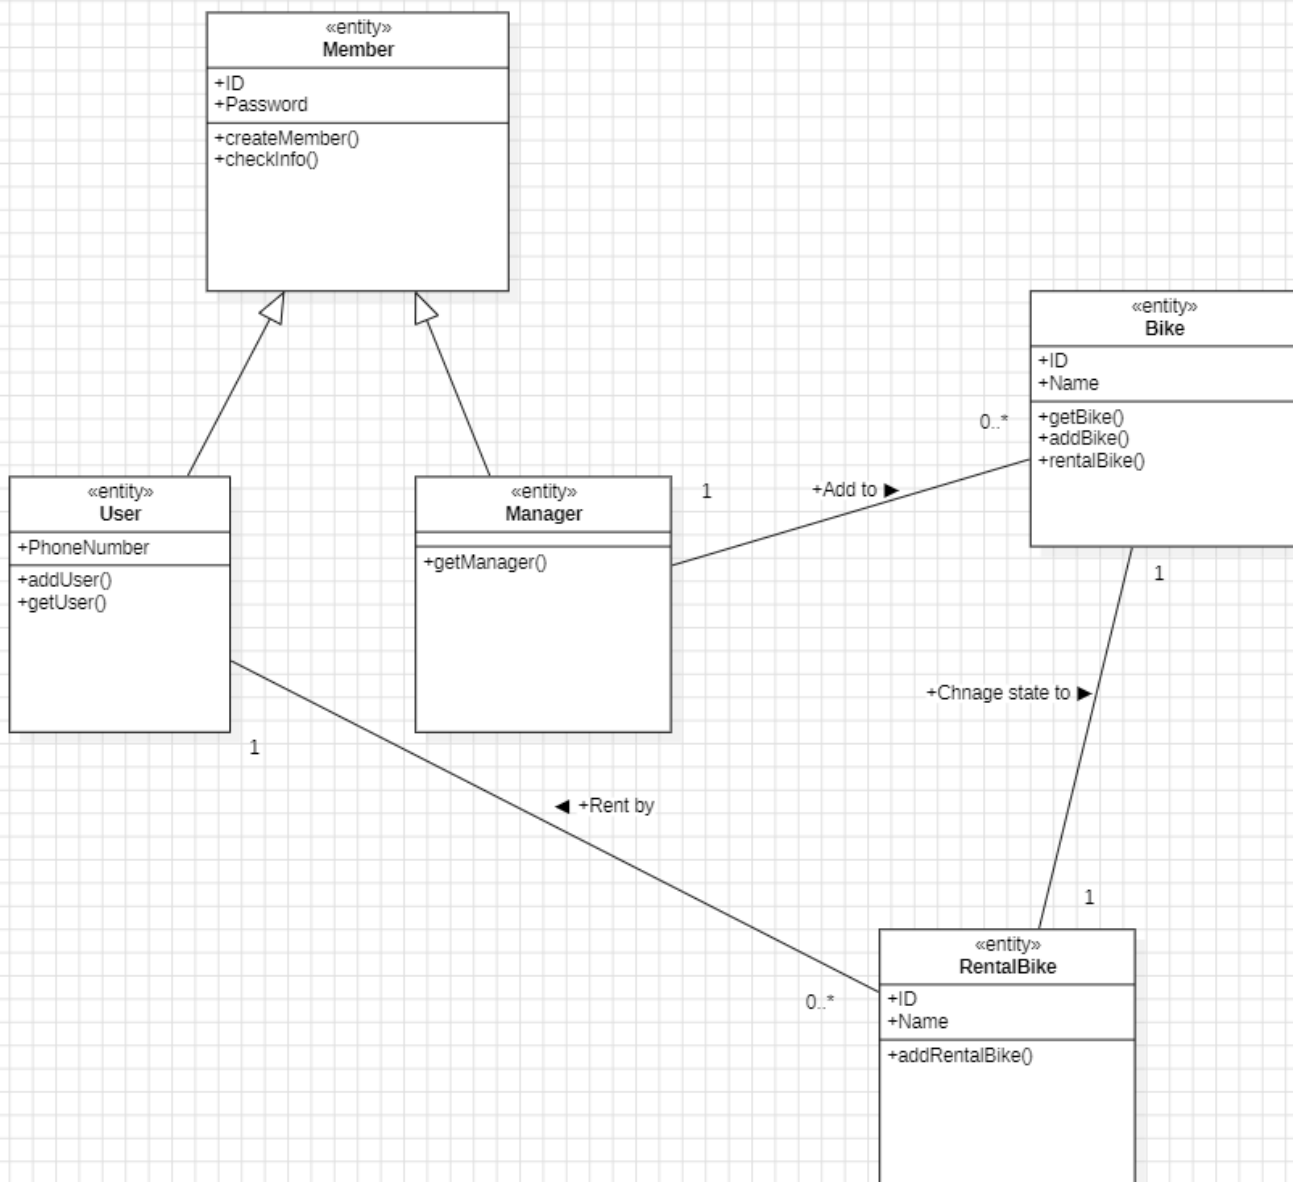 «entity»
Member
+ID
+Password
+createMember()
+checkInfo()
«entity»
Bike
+ID
+Name
+getBike()
+addBike()
+rentalBike()
0..*
1
+Add to ►
«entity»
User
+PhoneNumber
+addUser()
+getUser()
«entity»
Manager
+getManager()
1
+Chnage state to ►
1
1
◄ +Rent by
0..*
«entity»
RentalBike
+ID
+Name
+addRentalBike()